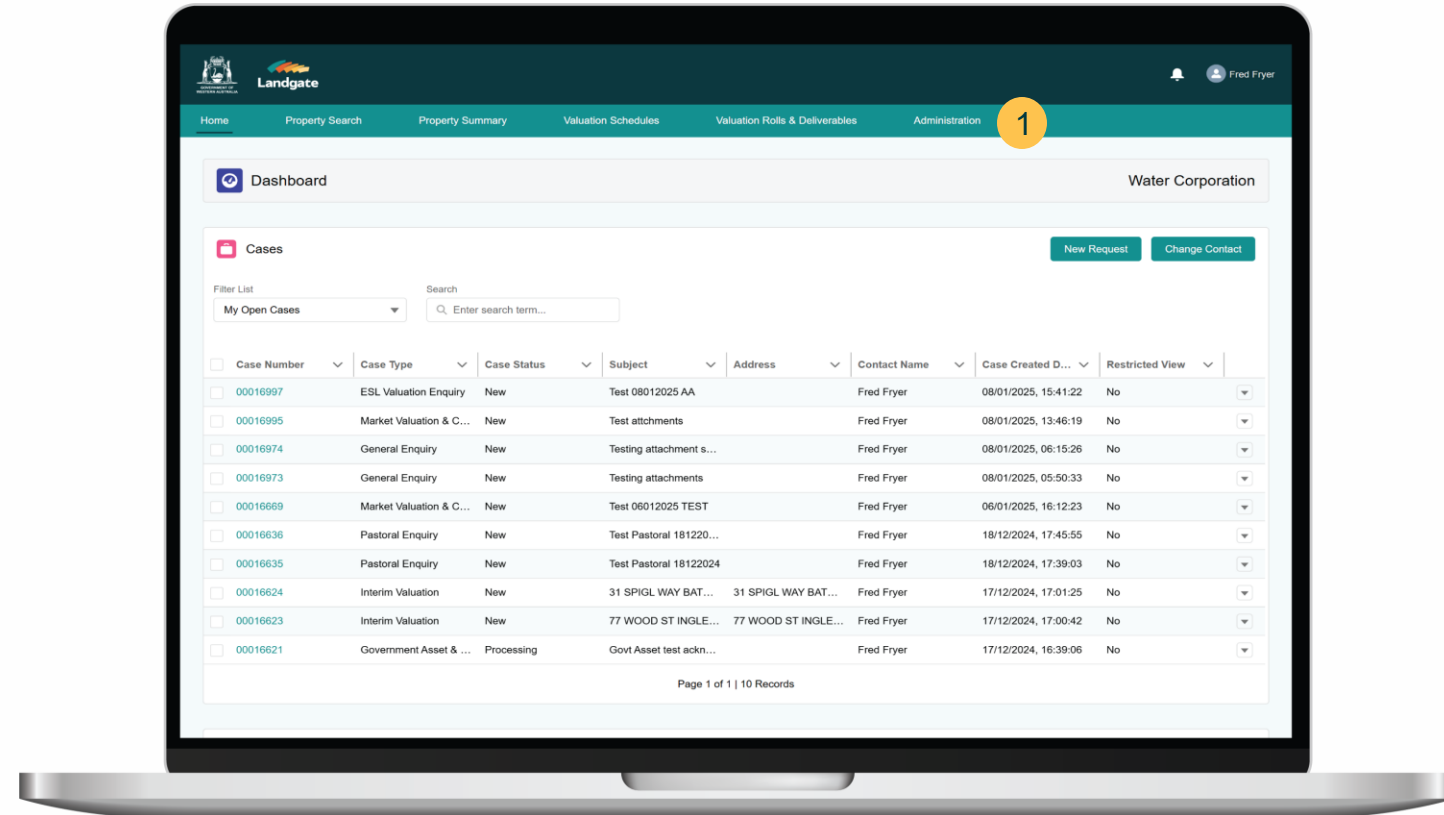 GOVERNMENT OF
WESTERN AUSTRALIA
Landgate
Fred Fryer
Home Property Search Property Summary Valuation Schedules Valuation Rolls & Deliverables Administration 1
Dashboard Water Corporation
Cases New Request Change Contact
Filter List Search
My Open Cases Enter search term...
Case Number Case Type Case Status Subject Address Contact Name Case Created D... Restricted View
00016997 ESL Valuation Enquiry New Test 08012025 AA Fred Fryer 08/01/2025, 15:41:22 No
00016995 Market Valuation & C... New Test attchments Fred Fryer 08/01/2025, 13:46:19 No
00016974 General Enquiry New Testing attachment s... Fred Fryer 08/01/2025, 06:15:26 No
00016973 General Enquiry New Testing attachments Fred Fryer 08/01/2025, 05:50:33 No
00016669 Market Valuation & C... New Test 06012025 TEST Fred Fryer 06/01/2025, 16:12:23 No
00016636 Pastoral Enquiry New Test Pastoral 181220... Fred Fryer 18/12/2024, 17:45:55 No
00016635 Pastoral Enquiry New Test Pastoral 18122024 Fred Fryer 18/12/2024, 17:39:03 No
00016624 Interim Valuation New 31 SPIGL WAY BAT... 31 SPIGL WAY BAT... Fred Fryer 17/12/2024, 17:01:25 No
00016623 Interim Valuation New 77 WOOD ST INGLE... 77 WOOD ST INGLE... Fred Fryer 17/12/2024, 17:00:42 No
00016621 Government Asset & ... Processing Govt Asset test ackn... Fred Fryer 17/12/2024, 16:39:06 No
Page 1 of 1 | 10 Records